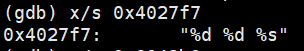 (gdb) x/s 0x4027f7
0x4027f7:        "%d %d %s"